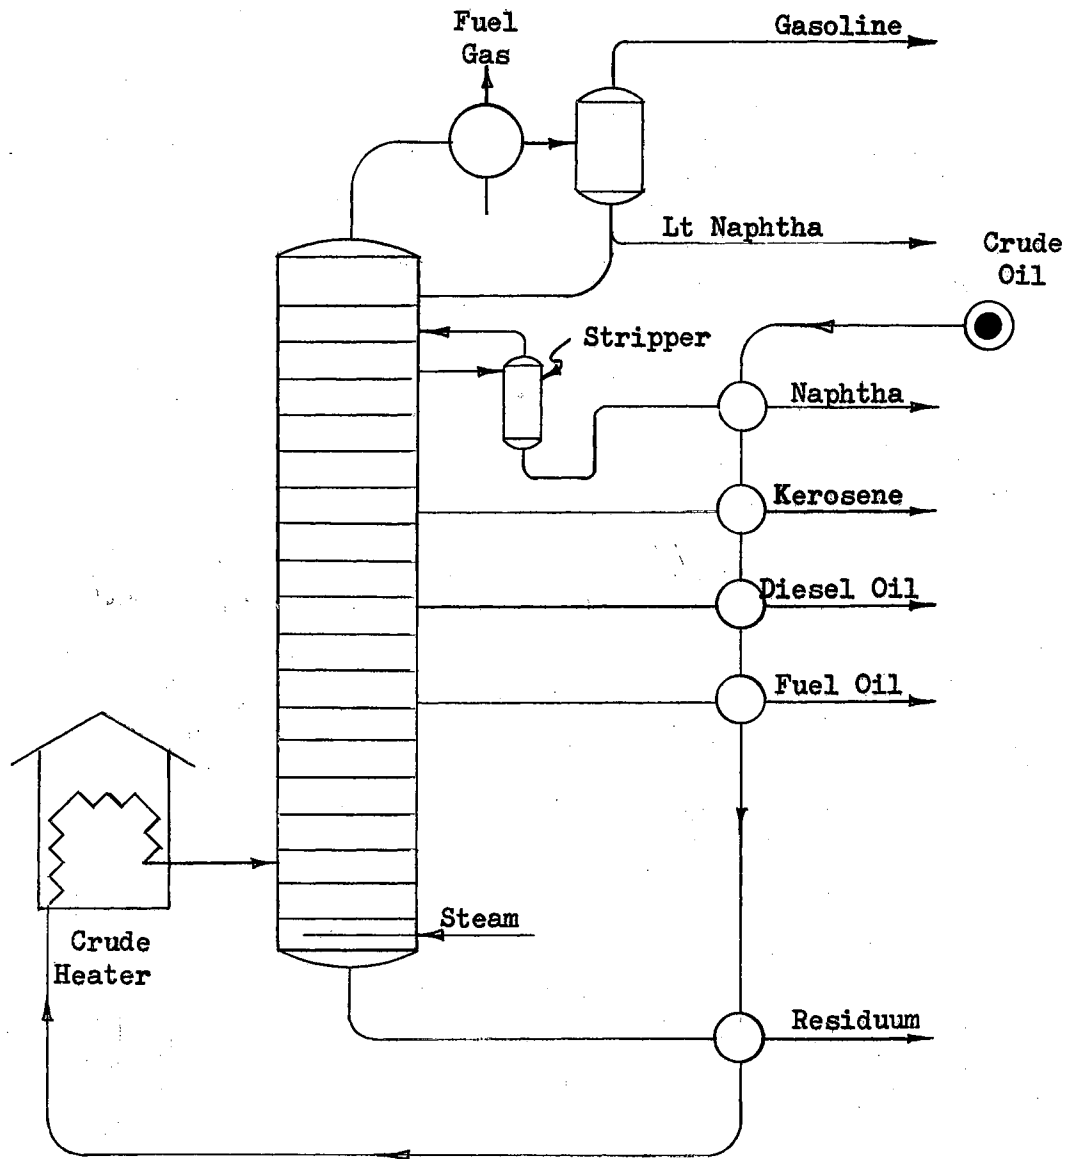 Fuel
Gas
Gasoline
Lt Naphtha
Crude
Oil
Stripper
Naphtha
Kerosene
Diesel Oil
Fuel Oil
Steam
Crude
Heater
Residuum